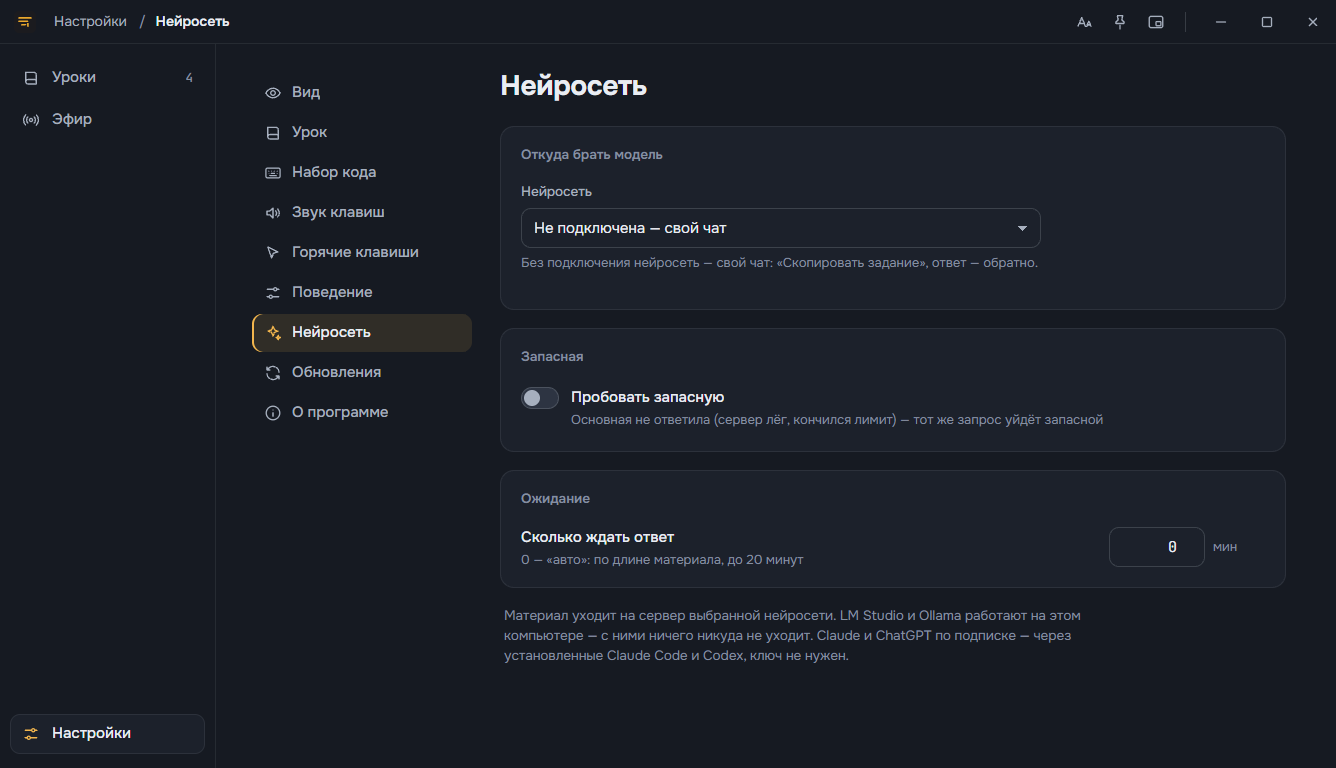 Настройки / Нейросеть
Aa
Уроки 4
Эфир
Вид
Урок
Набор кода
Звук клавиш
Горячие клавиши
Поведение
Нейросеть
Обновления
О программе
Нейросеть
Откуда брать модель
Нейросеть
Не подключена — свой чат
Без подключения нейросеть — свой чат: «Скопировать задание», ответ — обратно.
Запасная
Пробовать запасную
Основная не ответила (сервер лёг, кончился лимит) — тот же запрос уйдёт запасной
Ожидание
Сколько ждать ответ
0 — «авто»: по длине материала, до 20 минут
0 мин
Материал уходит на сервер выбранной нейросети. LM Studio и Ollama работают на этом
компьютере — с ними ничего никуда не уходит. Claude и ChatGPT по подписке — через
установленные Claude Code и Codex, ключ не нужен.
Настройки